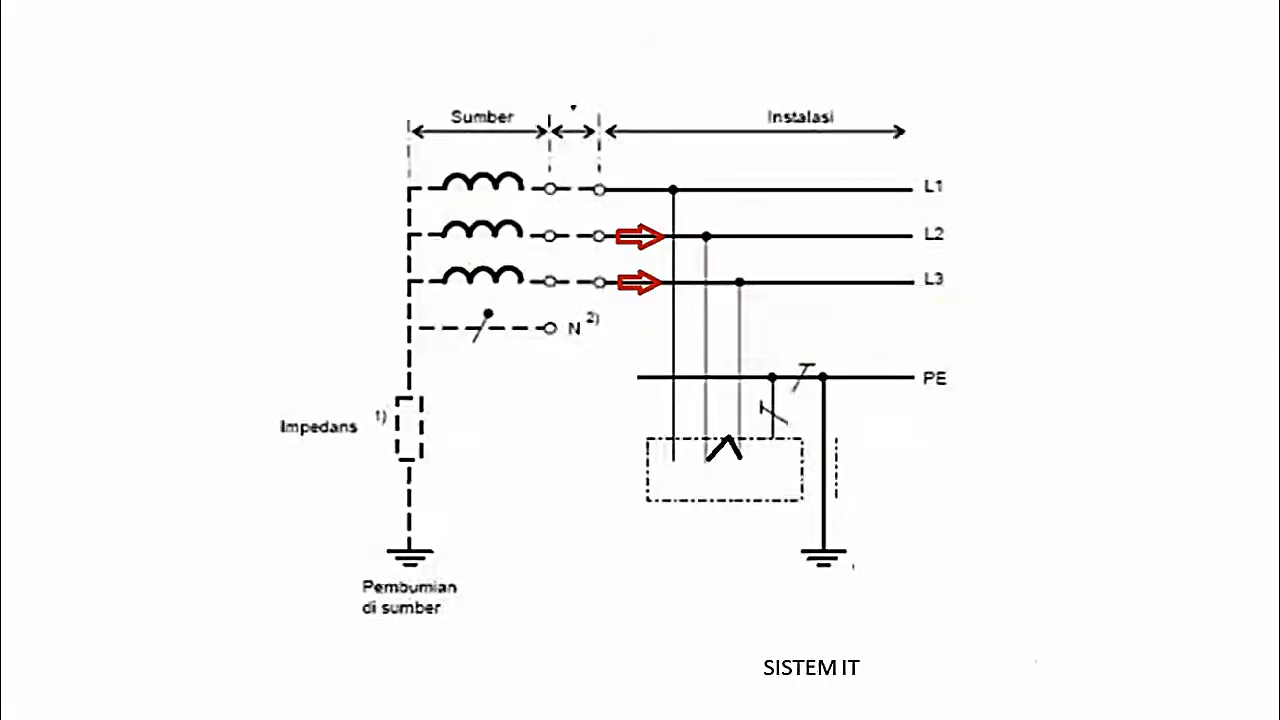 Sumber
Instalasi
L1
L2
L3
N 2)
PE
Impedans 1)
Pembumian
di sumber
SISTEM IT